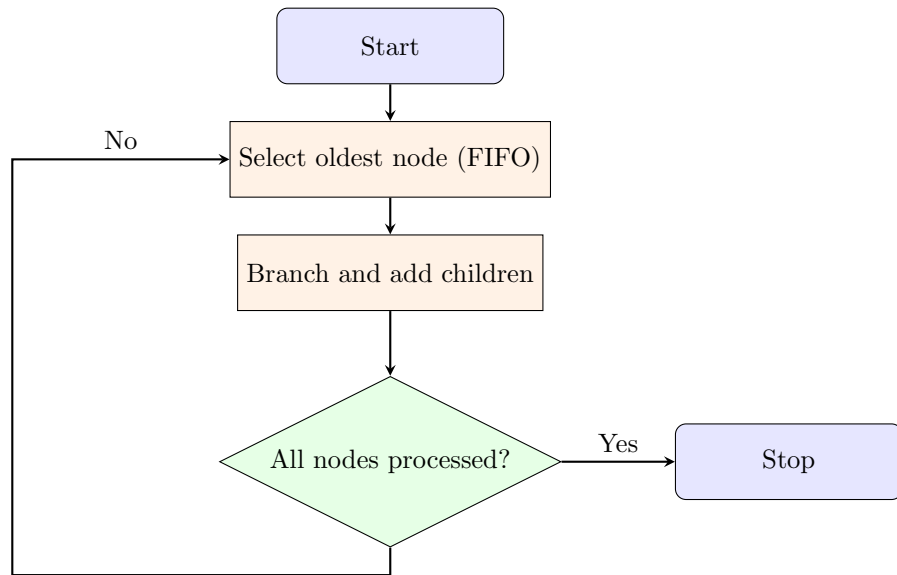 Start
No
Select oldest node (FIFO)
Branch and add children
All nodes processed?
Yes
Stop